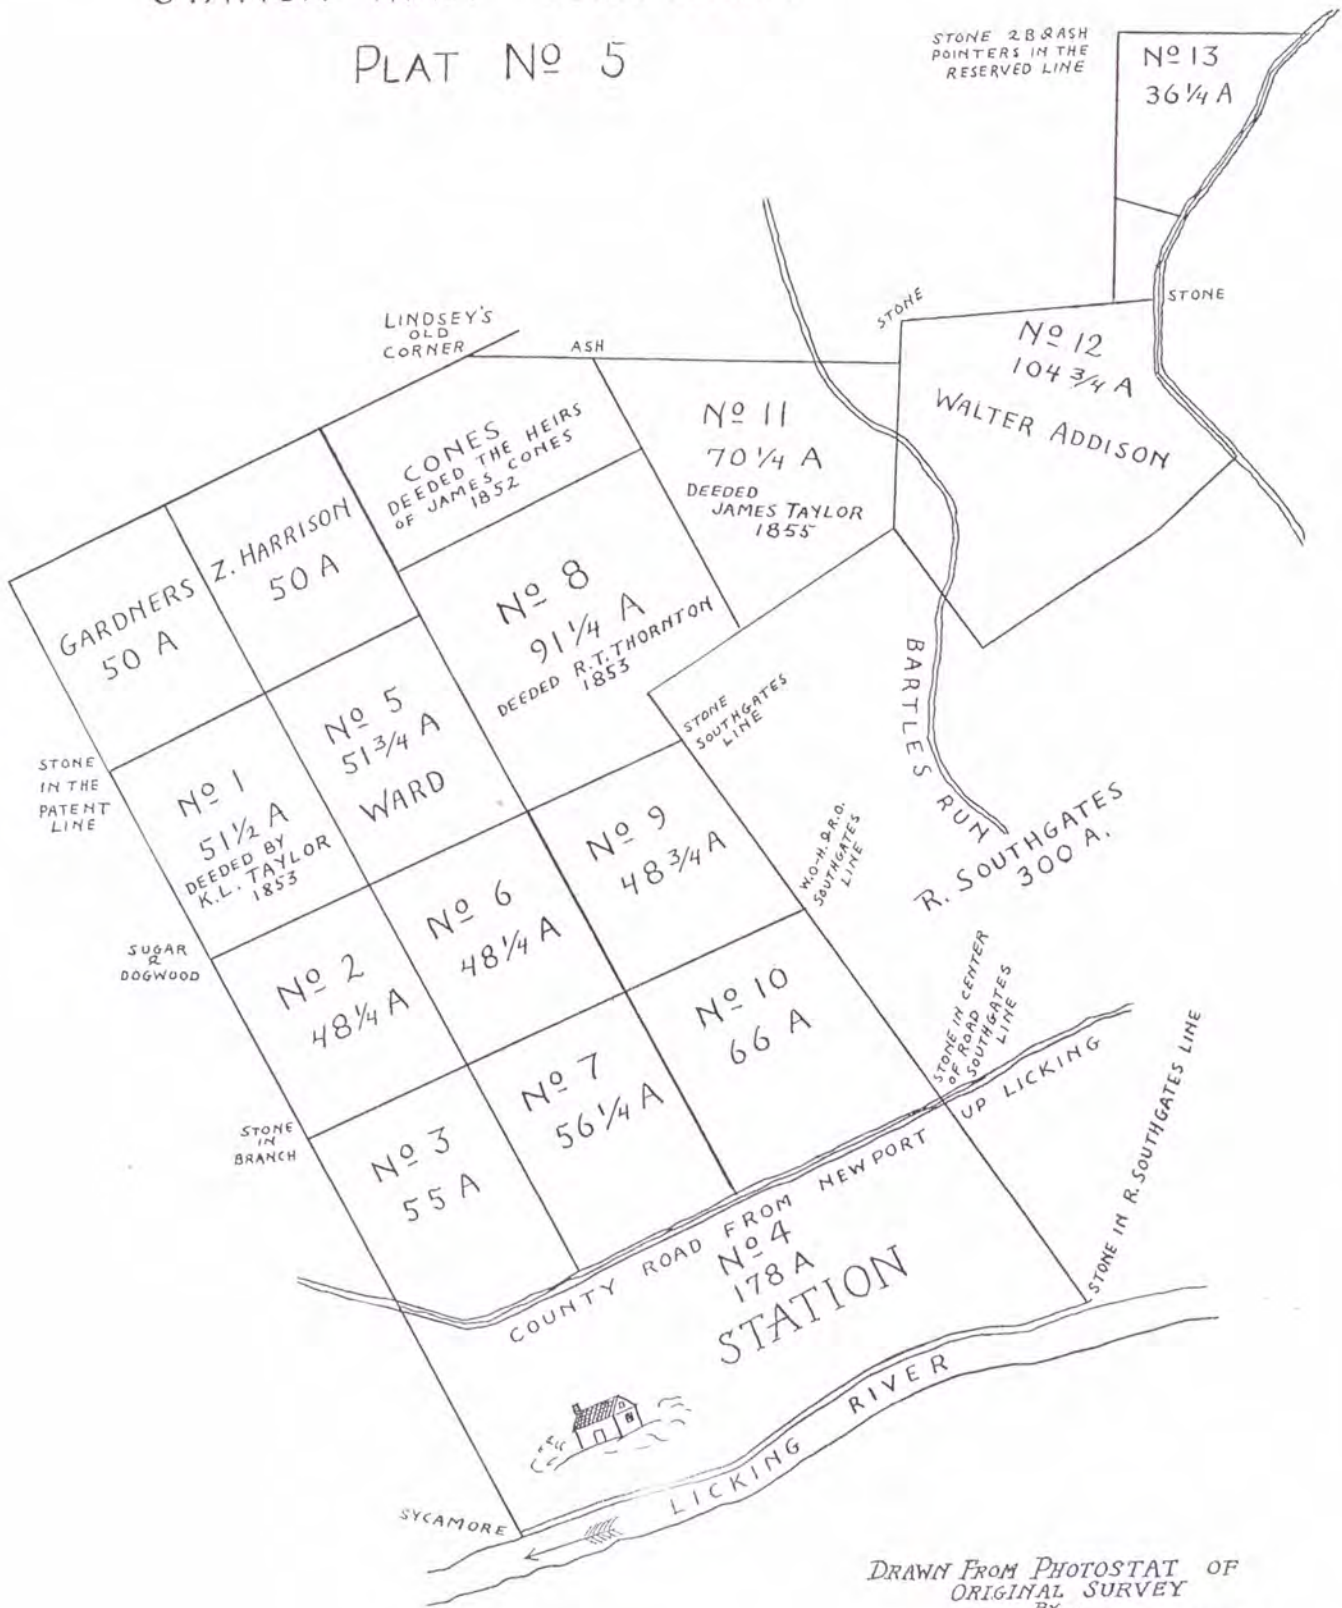 PLAT Nº 5
STONE 2B & ASH
POINTERS IN THE
RESERVED LINE
Nº 13
36 1/4 A
STONE
STONE
Nº 12
104 3/4 A
WALTER ADDISON
LINDSEY'S
OLD
CORNER
ASH
CONES
DEEDED THE HEIRS
OF JAMES CONES
1852
Nº 11
70 1/4 A
DEEDED
JAMES TAYLOR
1855
Z. HARRISON
50 A
GARDNERS
50 A
Nº 8
91 1/4 A
DEEDED R.T. THORNTON
1853
STONE
SOUTHGATES
LINE
BARTLES RUN
Nº 5
51 3/4 A
WARD
STONE
IN THE
PATENT
LINE
Nº 1
51 1/2 A
DEEDED BY
K.L. TAYLOR
1853
Nº 9
48 3/4 A
W.O-H.& R.O.
SOUTHGATES
LINE
R. SOUTHGATES
300 A.
Nº 6
48 1/4 A
SUGAR
&
DOGWOOD
Nº 2
48 1/4 A
Nº 10
66 A
STONE IN CENTER
OF ROAD
SOUTHGATES
LINE
Nº 7
56 1/4 A
STONE
IN
BRANCH
Nº 3
55 A
COUNTY ROAD FROM NEWPORT UP LICKING
STONE IN R. SOUTHGATES LINE
Nº 4
178 A
STATION
LICKING RIVER
SYCAMORE
DRAWN FROM PHOTOSTAT OF
ORIGINAL SURVEY
BY